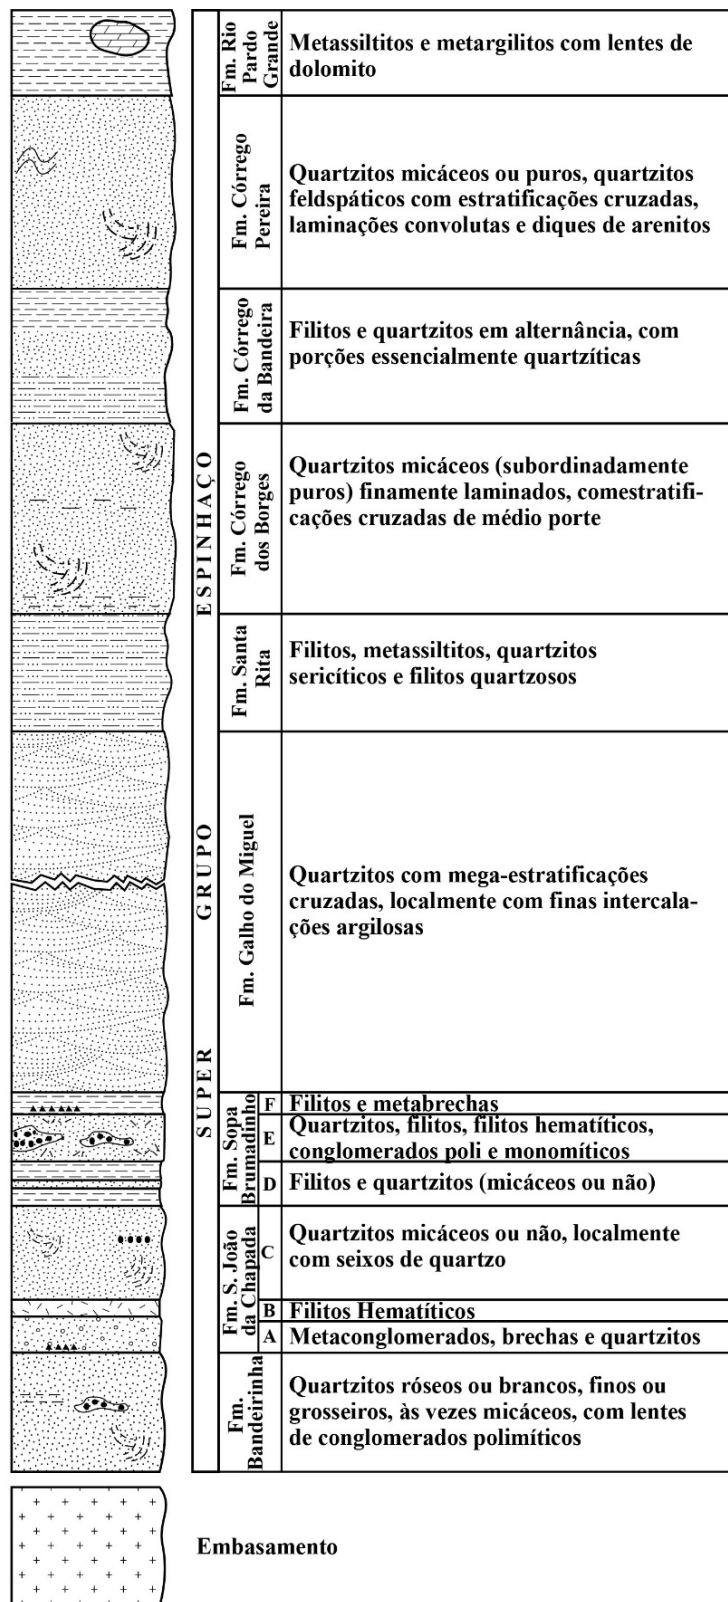 Fm. Rio
Pardo
Grande
Metassiltitos e metargilitos com lentes de
dolomito
Fm. Córrego
Pereira
Quartzitos micáceos ou puros, quartzitos
feldspáticos com estratificações cruzadas,
laminações convolutas e diques de arenitos
Fm. Córrego
da Bandeira
Filitos e quartzitos em alternância, com
porções essencialmente quartzíticas
Fm. Córrego
dos Borges
Quartzitos micáceos (subordinadamente
puros) finamente laminados, comestratifi-
cações cruzadas de médio porte
Fm. Santa
Rita
Filitos, metassiltitos, quartzitos
sericíticos e filitos quartzosos
SUPER GRUPO ESPINHAÇO
Fm. Galho do Miguel
Quartzitos com mega-estratificações
cruzadas, localmente com finas intercala-
ções argilosas
Fm. Sopa
Brumadinho
F
Filitos e metabrechas
E
Quartzitos, filitos, filitos hematíticos,
conglomerados poli e monomíticos
D
Filitos e quartzitos (micáceos ou não)
Fm. S. João
da Chapada
C
Quartzitos micáceos ou não, localmente
com seixos de quartzo
B
Filitos Hematíticos
A
Metaconglomerados, brechas e quartzitos
Fm.
Bandeirinha
Quartzitos róseos ou brancos, finos ou
grosseiros, às vezes micáceos, com lentes
de conglomerados polimíticos
Embasamento